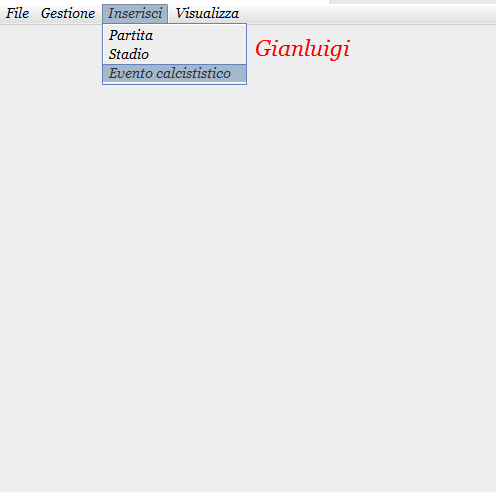 File Gestione Inserisci Visualizza
Partita
Gianluigi
Stadio
Evento calcististico